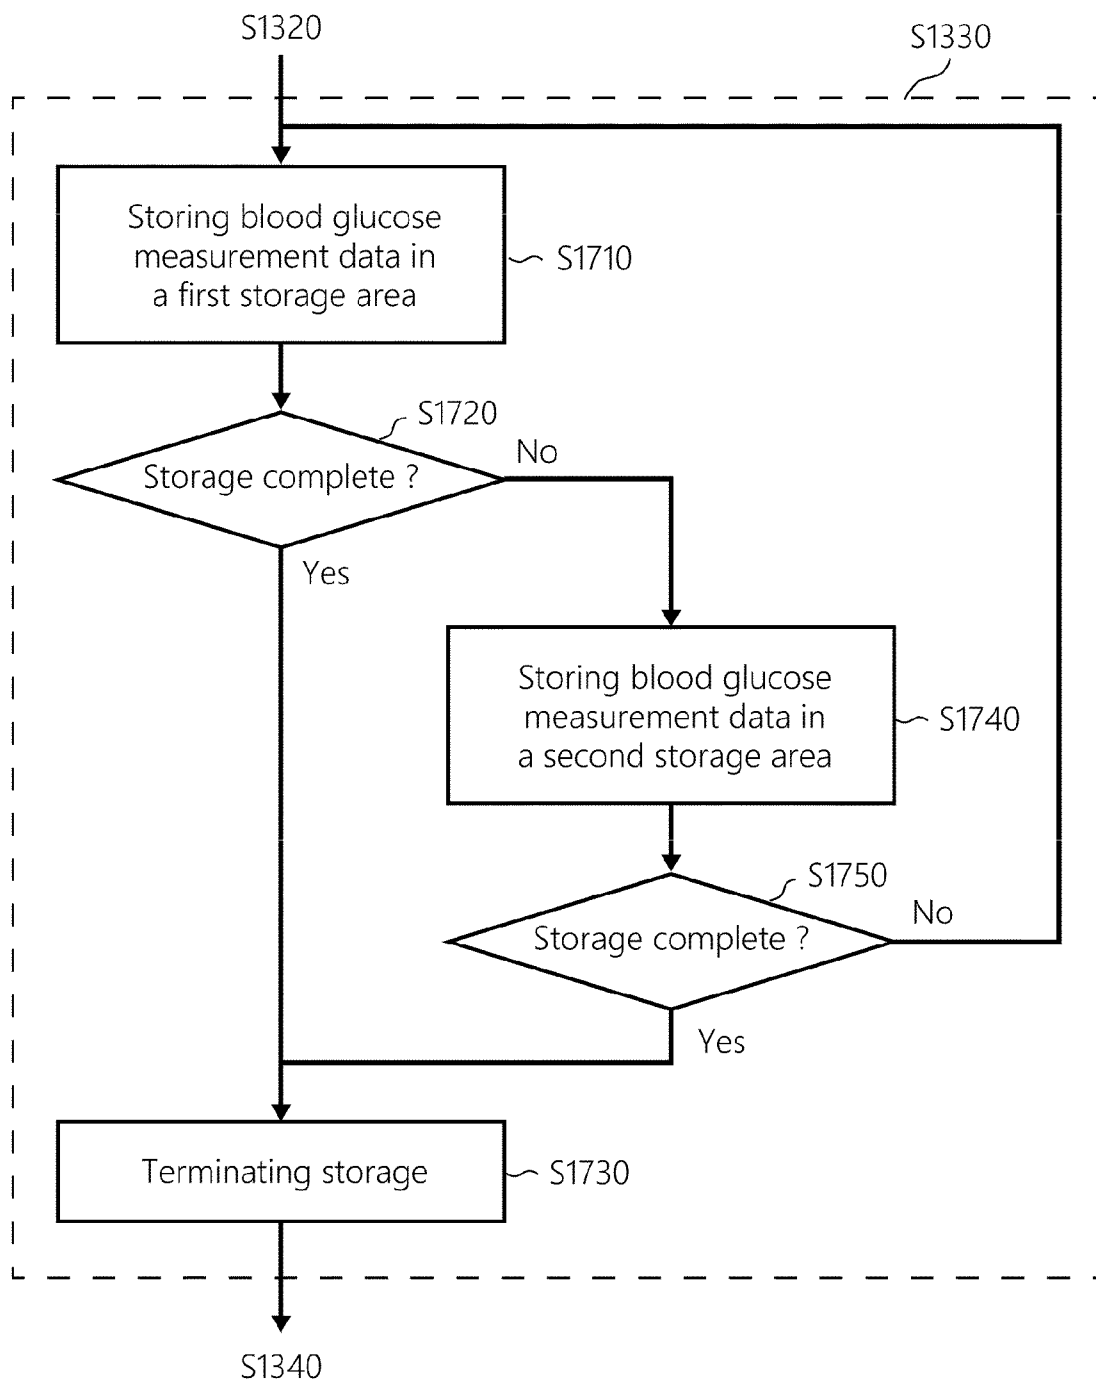 S1320
S1330
Storing blood glucose
measurement data in
a first storage area
S1710
S1720
Storage complete ?
No
Yes
Storing blood glucose
measurement data in
a second storage area
S1740
S1750
Storage complete ?
No
Yes
Terminating storage
S1730
S1340